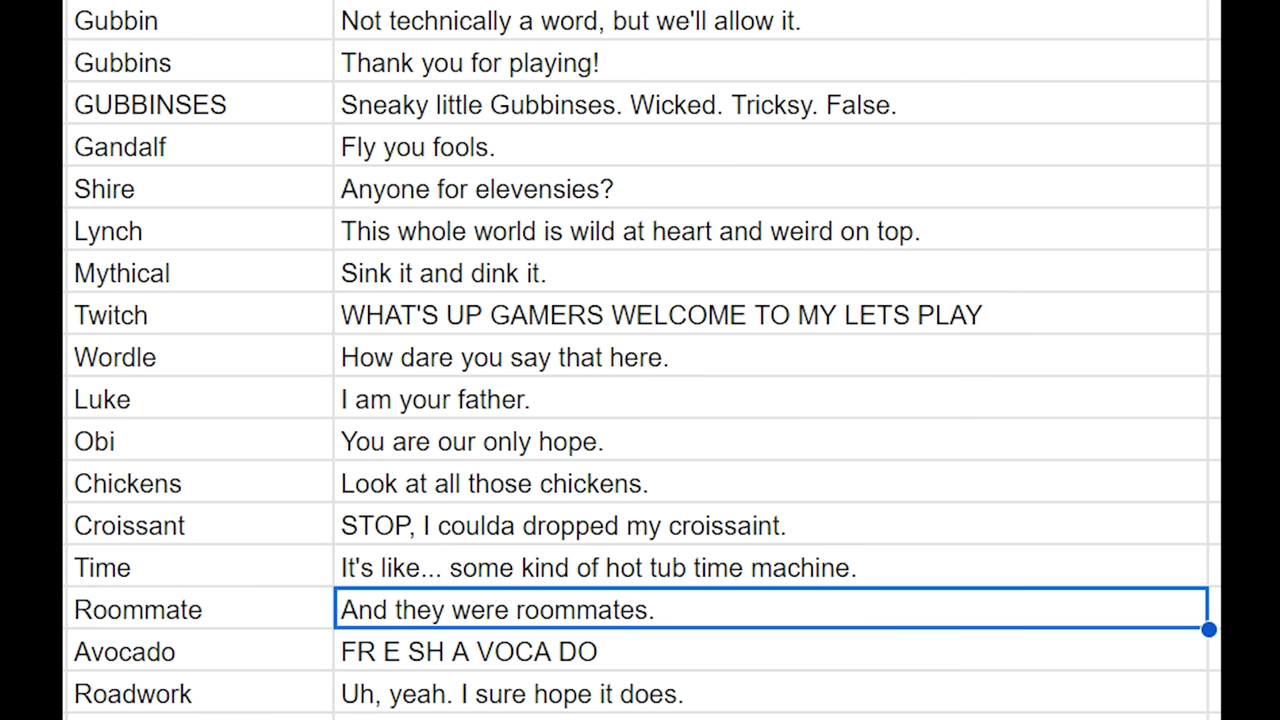 Gubbin Not technically a word, but we'll allow it.
Gubbins Thank you for playing!
GUBBINSES Sneaky little Gubbinses. Wicked. Tricksy. False.
Gandalf Fly you fools.
Shire Anyone for elevensies?
Lynch This whole world is wild at heart and weird on top.
Mythical Sink it and dink it.
Twitch WHAT'S UP GAMERS WELCOME TO MY LETS PLAY
Wordle How dare you say that here.
Luke I am your father.
Obi You are our only hope.
Chickens Look at all those chickens.
Croissant STOP, I coulda dropped my croissaint.
Time It's like... some kind of hot tub time machine.
Roommate And they were roommates.
Avocado FR E SH A VOCA DO
Roadwork Uh, yeah. I sure hope it does.